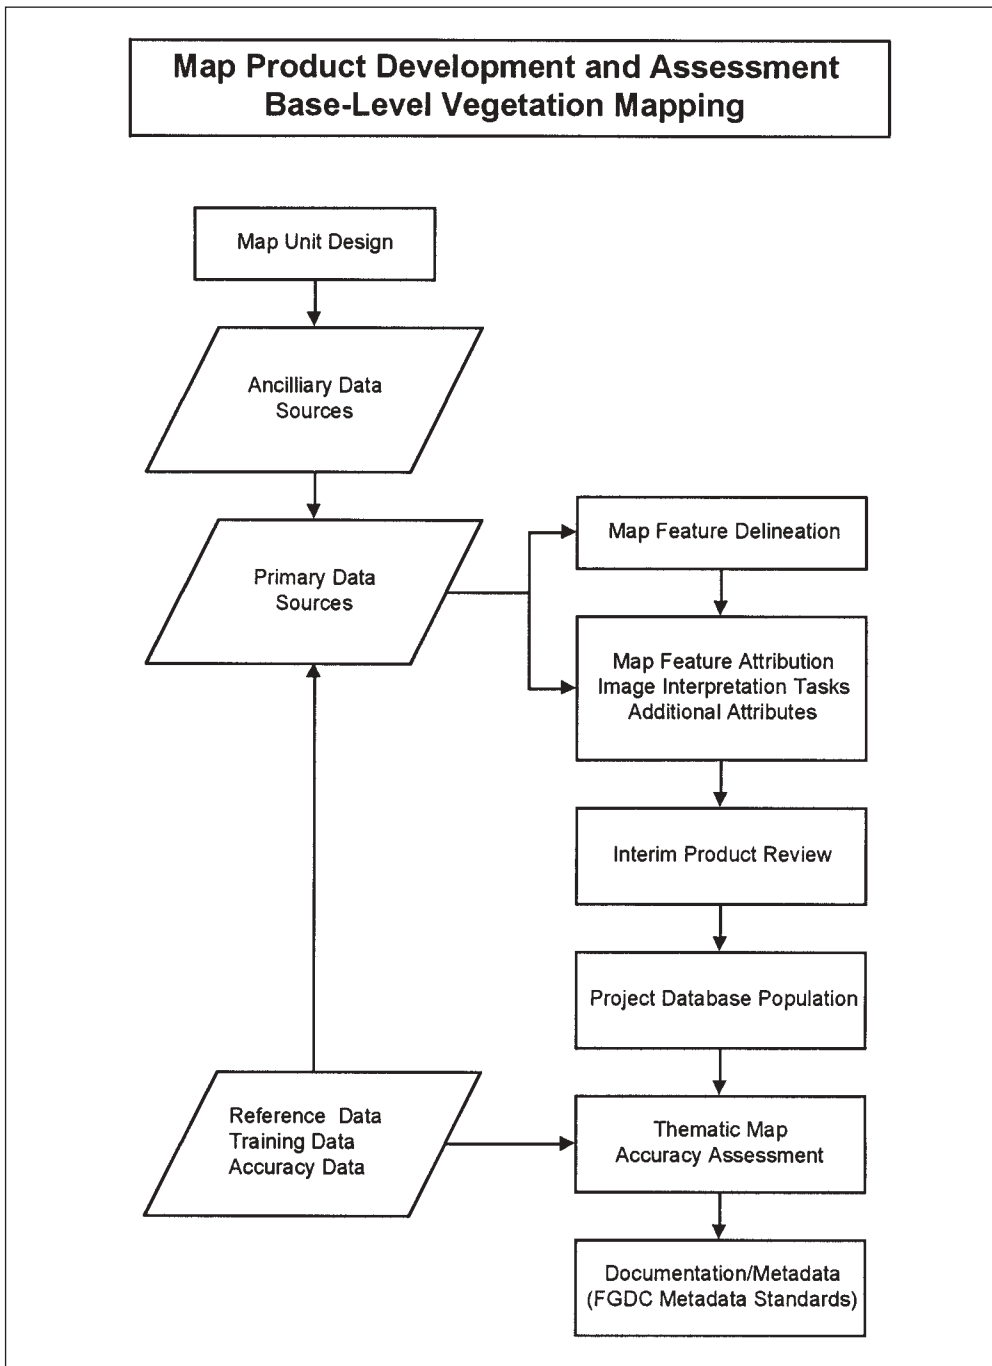 Map Product Development and Assessment
Base-Level Vegetation Mapping
Map Unit Design
Ancilliary Data
Sources
Primary Data
Sources
Map Feature Delineation
Map Feature Attribution
Image Interpretation Tasks
Additional Attributes
Interim Product Review
Project Database Population
Reference Data
Training Data
Accuracy Data
Thematic Map
Accuracy Assessment
Documentation/Metadata
(FGDC Metadata Standards)